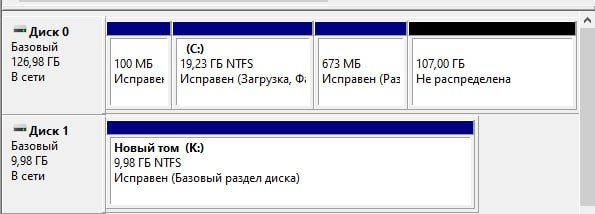 Диск 0
Базовый
126,98 ГБ
В сети
100 МБ
Исправен
(C:)
19,23 ГБ NTFS
Исправен (Загрузка, Фа
673 МБ
Исправен (Раз
107,00 ГБ
Не распределена
Диск 1
Базовый
9,98 ГБ
В сети
Новый том (K:)
9,98 ГБ NTFS
Исправен (Базовый раздел диска)